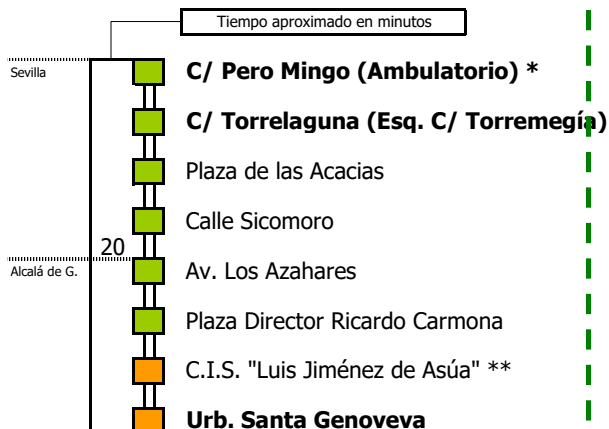 Tiempo aproximado en minutos
Sevilla
C/ Pero Mingo (Ambulatorio) *
C/ Torrelaguna (Esq. C/ Torremegía)
Plaza de las Acacias
Calle Sicomoro
20
Alcalá de G.
Av. Los Azahares
Plaza Director Ricardo Carmona
C.I.S. "Luis Jiménez de Asúa" **
Urb. Santa Genoveva